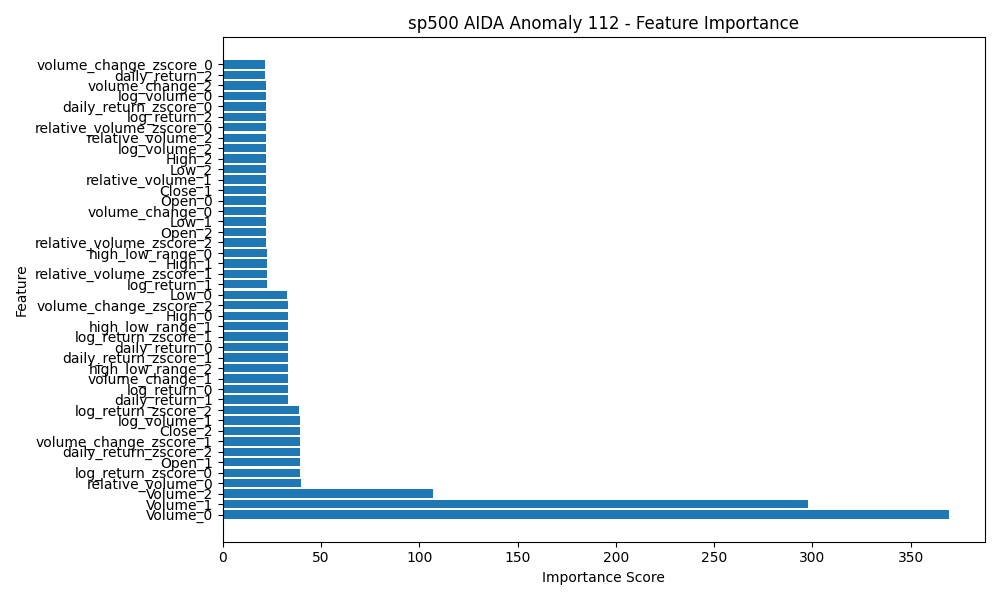 sp500 AIDA Anomaly 112 - Feature Importance
volume_change_zscore_0
daily_return_2
volume_change_2
log_volume_0
daily_return_zscore_0
log_return_2
relative_volume_zscore_0
relative_volume_2
log_volume_2
High_2
Low_2
relative_volume_1
Close_1
Open_0
volume_change_0
Low_1
Open_2
relative_volume_zscore_2
high_low_range_0
High_1
relative_volume_zscore_1
log_return_1
Low_0
volume_change_zscore_2
High_0
high_low_range_1
log_return_zscore_1
daily_return_0
daily_return_zscore_1
high_low_range_2
volume_change_1
log_return_0
daily_return_1
log_return_zscore_2
log_volume_1
Close_2
volume_change_zscore_1
daily_return_zscore_2
Open_1
log_return_zscore_0
relative_volume_0
Volume_2
Volume_1
Volume_0
Feature
0 50 100 150 200 250 300 350
Importance Score